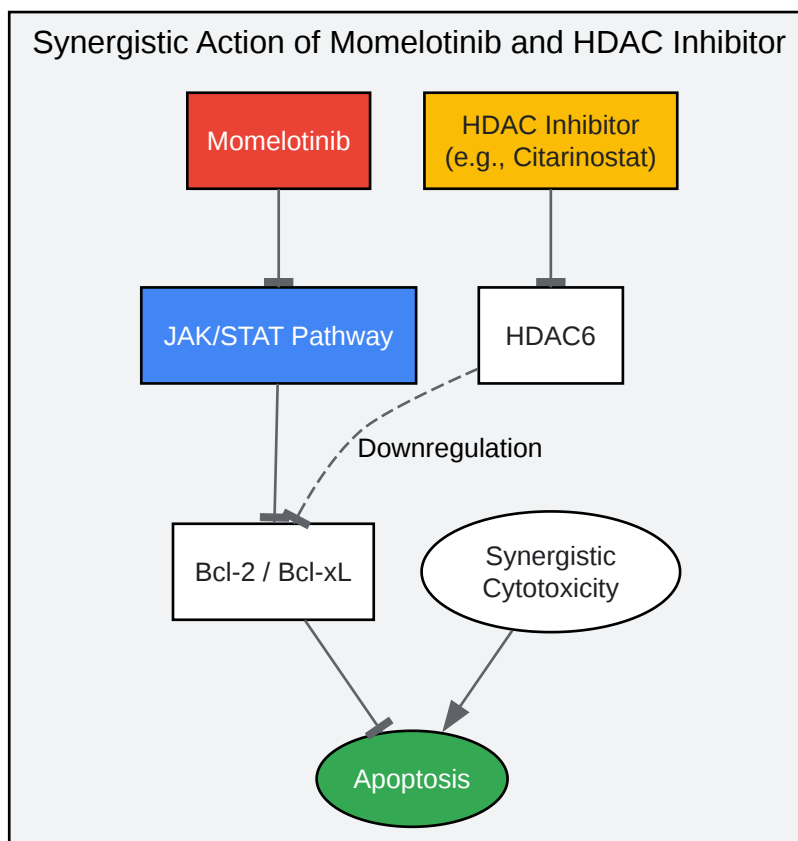 Synergistic Action of Momelotinib and HDAC Inhibitor
Momelotinib
HDAC Inhibitor
(e.g., Citarinostat)
JAK/STAT Pathway
HDAC6
Downregulation
Bcl-2 / Bcl-xL
Synergistic
Cytotoxicity
Apoptosis